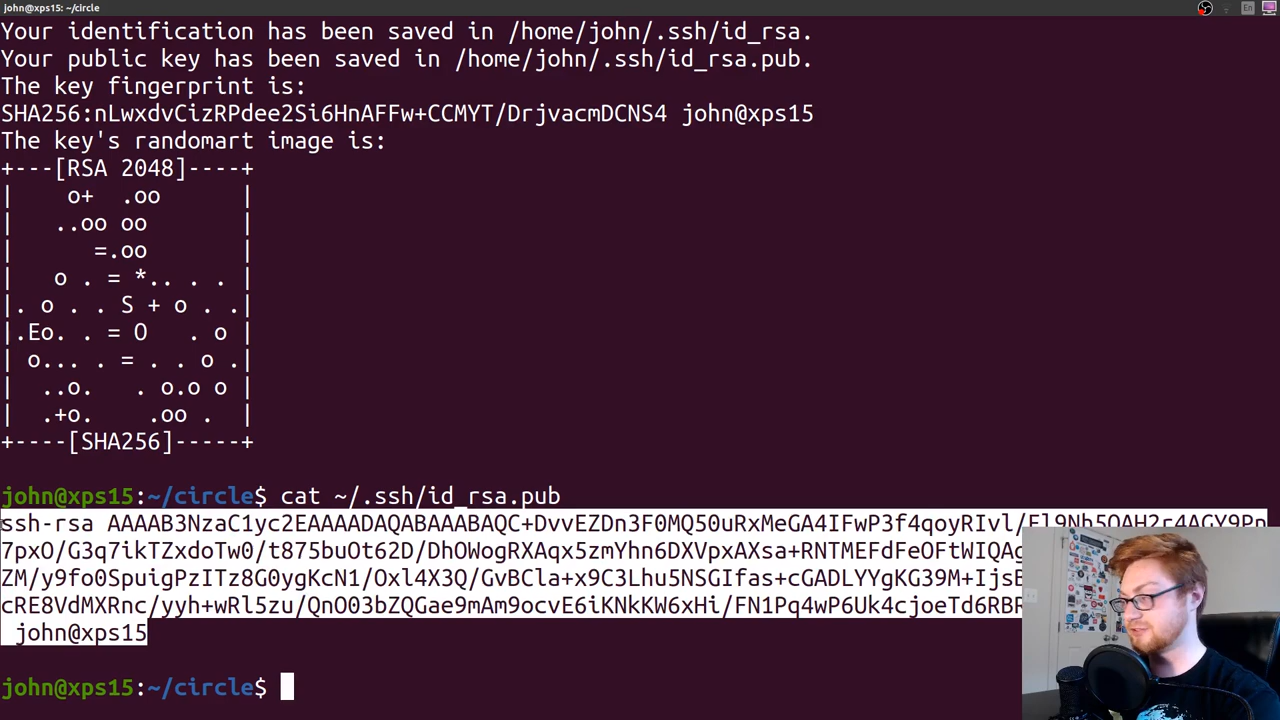 john@xps15: ~/circle
En
Your identification has been saved in /home/john/.ssh/id_rsa.
Your public key has been saved in /home/john/.ssh/id_rsa.pub.
The key fingerprint is:
SHA256:nLwxdvCizRPdee2Si6HnAFFw+CCMYT/DrjvacmDCNS4 john@xps15
The key's randomart image is:
+---[RSA 2048]----+
|    o+  .oo      |
|   ..oo oo       |
|      =.oo       |
|   o . = *.. . . |
|. o . . S + o . .|
|.Eo. . = O   . o |
| o... . =  . . o .|
|  ..o.   . o.o o |
|  .+o.    .oo .  |
+----[SHA256]-----+
john@xps15:~/circle$ cat ~/.ssh/id_rsa.pub
ssh-rsa AAAAB3NzaC1yc2EAAAADAQABAAABAQC+DvvEZDn3F0MQ50uRxMeGA4IFwP3f4qoyRIvl/El9Nb5OAH2r4AGY9Pn
7pxO/G3q7ikTZxdoTw0/t875buOt62D/DhOWogRXAqx5zmYhn6DXVpxAXsa+RNTMEFdFeOFtWIQA
ZM/y9fo0SpuigPzITz8G0ygKcN1/Oxl4X3Q/GvBCla+x9C3Lhu5NSGIfas+cGADLYYgKG39M+Ijs
cRE8VdMXRnc/yyh+wRl5zu/QnO03bZQGae9mAm9ocvE6iKNkKW6xHi/FN1Pq4wP6Uk4cjoeTd6RB
john@xps15
john@xps15:~/circle$